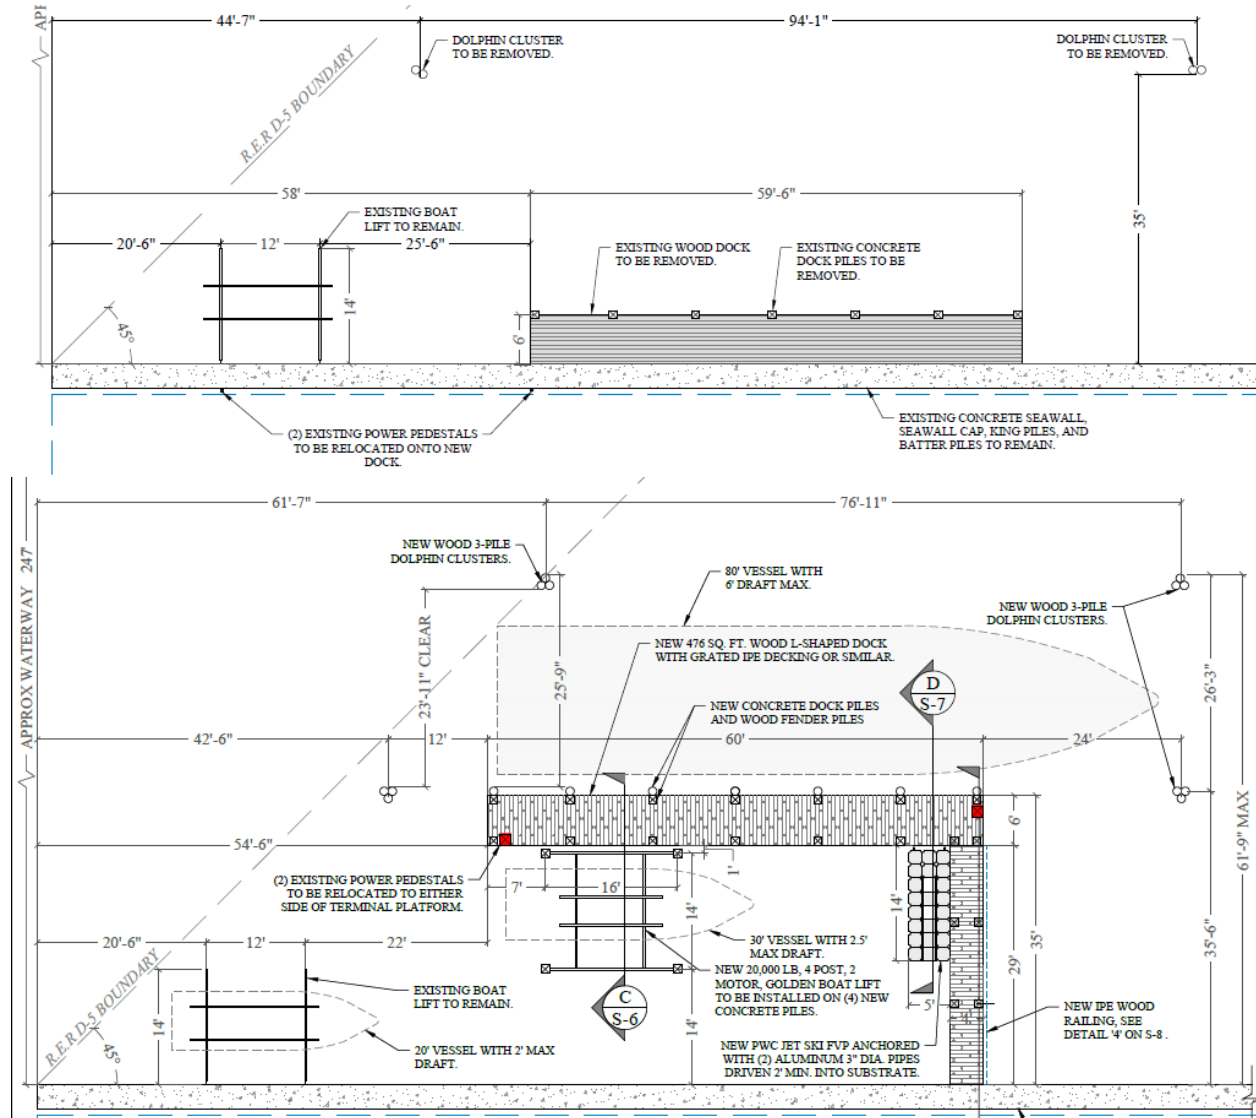 44'-7"
94'-1"
DOLPHIN CLUSTER
TO BE REMOVED.
DOLPHIN CLUSTER
TO BE REMOVED.
R.E.R D-5 BOUNDARY
35'
58'
59'-6"
EXISTING BOAT
LIFT TO REMAIN.
20'-6"
12'
25'-6"
EXISTING WOOD DOCK
TO BE REMOVED.
EXISTING CONCRETE
DOCK PILES TO BE
REMOVED.
14'
6'
45°
(2) EXISTING POWER PEDESTALS
TO BE RELOCATED ONTO NEW
DOCK.
EXISTING CONCRETE SEAWALL,
SEAWALL CAP, KING PILES, AND
BATTER PILES TO REMAIN.
61'-7"
76'-11"
NEW WOOD 3-PILE
DOLPHIN CLUSTERS.
80' VESSEL WITH
6' DRAFT MAX.
NEW WOOD 3-PILE
DOLPHIN CLUSTERS.
APPROX WATERWAY 247'
23'-11" CLEAR
25'-9"
NEW 476 SQ. FT. WOOD L-SHAPED DOCK
WITH GRATED IPE DECKING OR SIMILAR.
D
S-7
26'-3"
NEW CONCRETE DOCK PILES
AND WOOD FENDER PILES
42'-6"
12'
60'
24'
6'
61'-9" MAX
54'-6"
1'
(2) EXISTING POWER PEDESTALS
TO BE RELOCATED TO EITHER
SIDE OF TERMINAL PLATFORM.
7'
16'
14'
14'
35'
35'-6"
20'-6"
12'
22'
30' VESSEL WITH 2.5'
MAX DRAFT.
29'
EXISTING BOAT
LIFT TO REMAIN.
NEW 20,000 LB, 4 POST, 2
MOTOR, GOLDEN BOAT LIFT
TO BE INSTALLED ON (4) NEW
CONCRETE PILES.
C
S-6
5'
4'
NEW IPE WOOD
RAILING, SEE
DETAIL '4' ON S-8 .
R.E.R D-5 BOUNDARY
45°
14'
20' VESSEL WITH 2' MAX
DRAFT.
14'
NEW PWC JET SKI FVP ANCHORED
WITH (2) ALUMINUM 3" DIA. PIPES
DRIVEN 2' MIN. INTO SUBSTRATE.